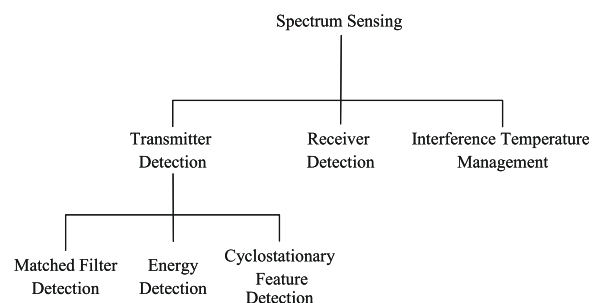 Spectrum Sensing
Transmitter
Detection
Receiver
Detection
Interference Temperature
Management
Matched Filter
Detection
Energy
Detection
Cyclostationary
Feature
Detection